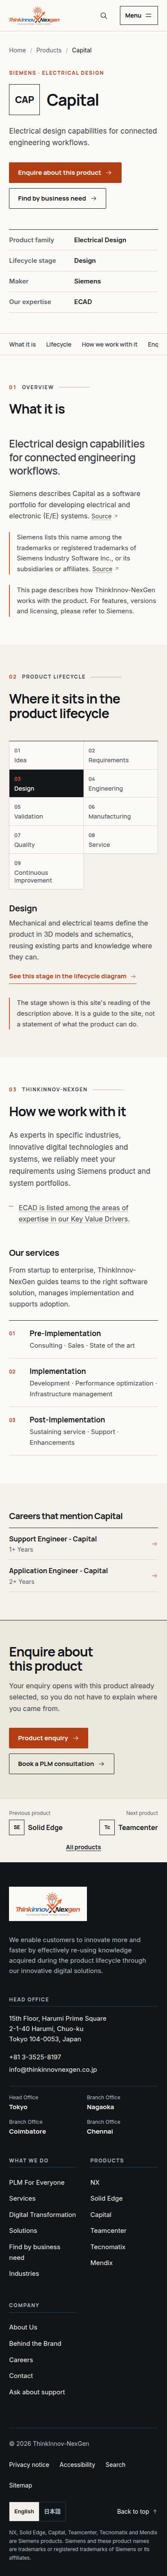 ThinkInnov-Nexgen
Menu
Home / Products / Capital
SIEMENS · ELECTRICAL DESIGN
CAP
Capital
Electrical design capabilities for connected
engineering workflows.
Enquire about this product →
Find by business need →
Product family Electrical Design
Lifecycle stage Design
Maker Siemens
Our expertise ECAD
What it is Lifecycle How we work with it Enq
01 OVERVIEW
What it is
Electrical design capabilities
for connected engineering
workflows.
Siemens describes Capital as a software
portfolio for developing electrical and
electronic (E/E) systems. Source ↗
Siemens lists this name among the
trademarks or registered trademarks of
Siemens Industry Software Inc., or its
subsidiaries or affiliates. Source ↗
This page describes how ThinkInnov-Nexgen
works with the product. For features, versions
and licensing, please refer to Siemens.
02 PRODUCT LIFECYCLE
Where it sits in the
product lifecycle
01
Idea
02
Requirements
03
Design
04
Engineering
05
Validation
06
Manufacturing
07
Quality
08
Service
09
Continuous
improvement
Design
Mechanical and electrical teams define the
product in 3D models and schematics,
reusing existing parts and knowledge where
they can.
See this stage in the lifecycle diagram →
The stage shown is this site's reading of the
description above. It is a guide to the site, not
a statement of what the product can do.
03 THINKINNOV-NEXGEN
How we work with it
As experts in specific industries,
innovative digital technologies and
systems, we completely meet your
requirements using Siemens product and
system portfolios.
— ECAD is listed among the areas of
expertise in our Key Value Drivers.
Our services
From startup to enterprise, ThinkInnov-
NexGen guides teams to the right software
solution, manages implementation and
supports adoption.
01 Pre-Implementation
Consulting · Sales · State of the art
02 Implementation
Development · Performance optimization ·
Infrastructure management
03 Post-Implementation
Sustaining service · Support ·
Enhancements
Careers that mention Capital
Support Engineer - Capital
1+ Years →
Application Engineer - Capital
2+ Years →
Enquire about
this product
Your enquiry opens with this product already
selected, so you do not have to explain where
you came from.
Product enquiry →
Book a PLM consultation →
Previous product
SE Solid Edge
Next product
Tc Teamcenter
All products
ThinkInnov-Nexgen
We enable customers to innovate more and
faster by effectively re-using knowledge
acquired during the product lifecycle through
our innovative digital solutions.
HEAD OFFICE
15th Floor, Harumi Prime Square
2-1-40 Harumi, Chuo-ku
Tokyo 104-0053, Japan
+81 3-3525-8197
info@thinkinnovnexgen.co.jp
Head Office
Tokyo
Branch Office
Nagaoka
Branch Office
Coimbatore
Branch Office
Chennai
WHAT WE DO
PLM For Everyone
Services
Digital Transformation
Solutions
Find by business
need
Industries
PRODUCTS
NX
Solid Edge
Capital
Teamcenter
Tecnomatix
Mendix
COMPANY
About Us
Behind the Brand
Careers
Contact
Ask about support
© 2026 ThinkInnov-NexGen
Privacy notice Accessibility Search
Sitemap
English 日本語
Back to top ↑
NX, Solid Edge, Capital, Teamcenter, Tecnomatix and Mendix
are Siemens products. Siemens and these product names
are trademarks or registered trademarks of Siemens or its
affiliates.